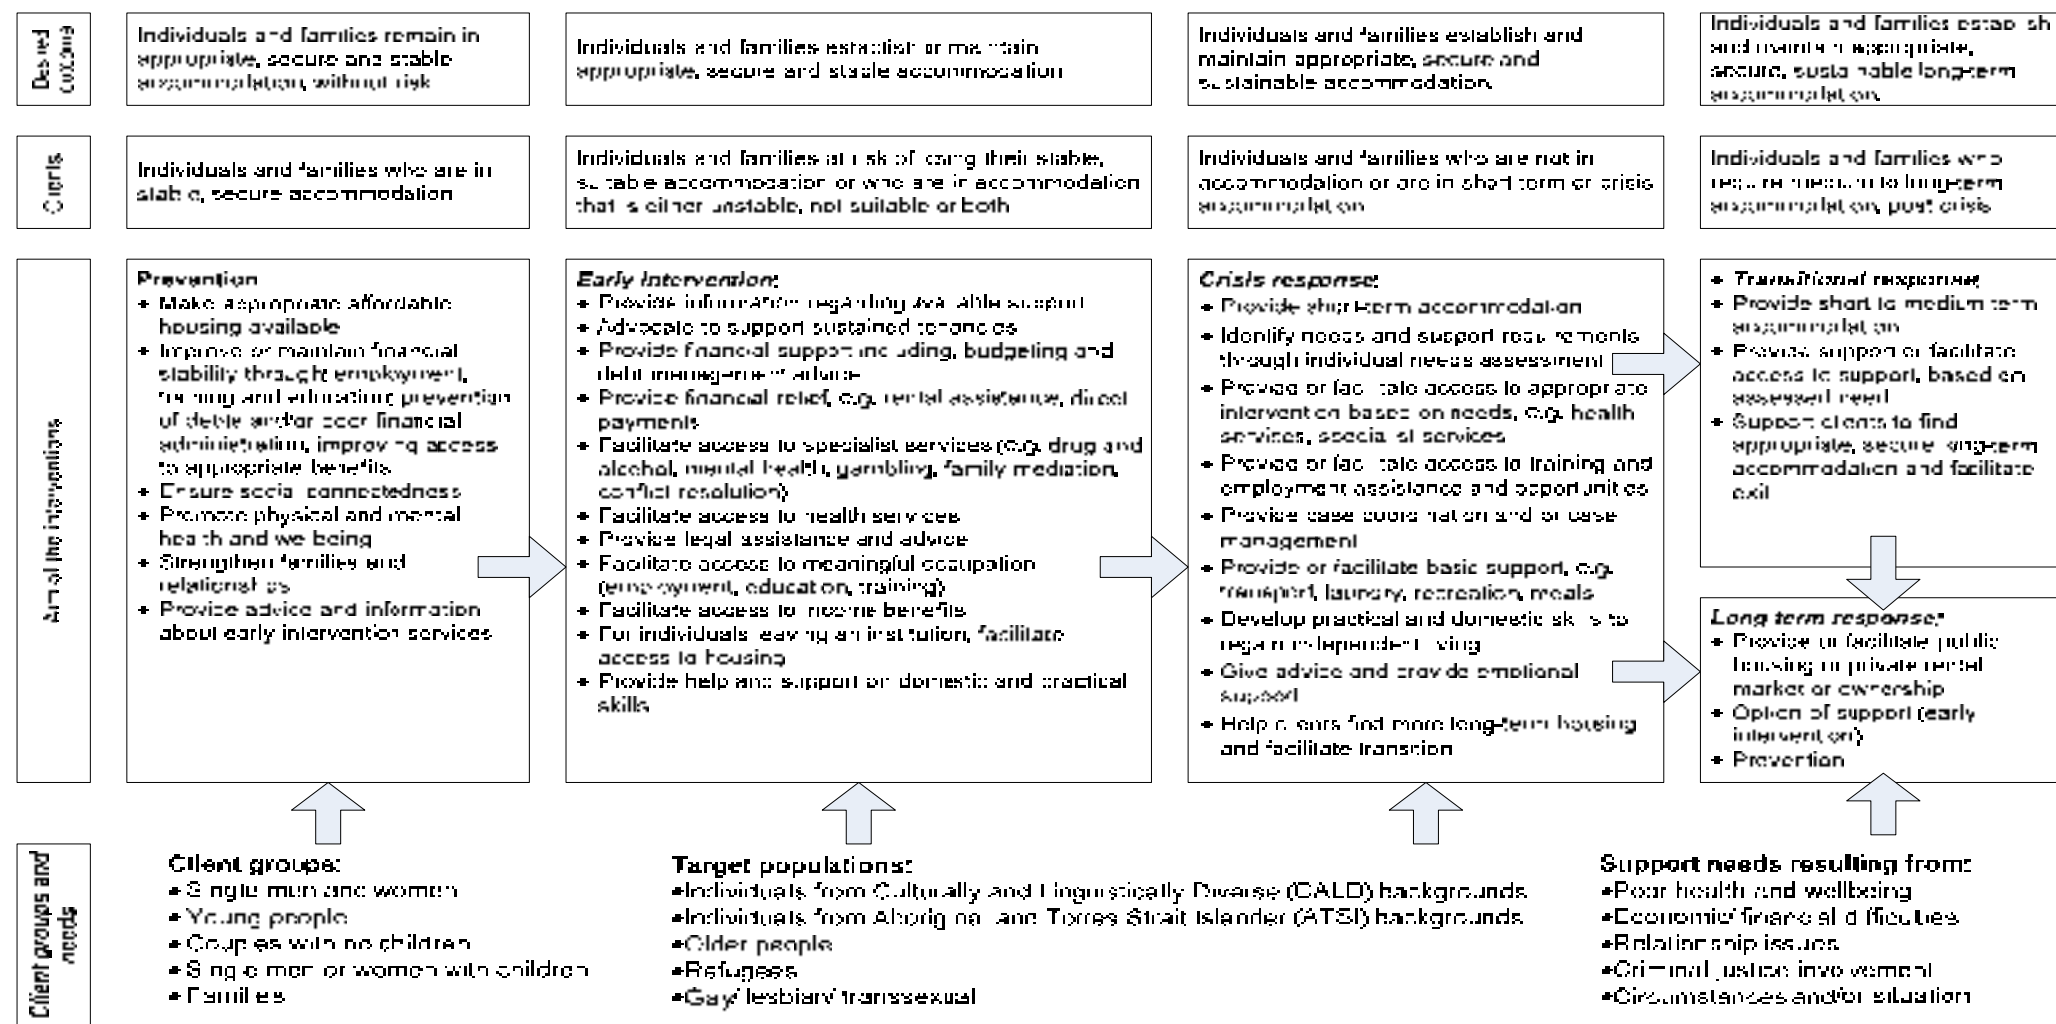 Desired outcome
Individuals and families remain in
appropriate, secure and stable
accommodation, without risk
Individuals and families establish or maintain
appropriate, secure and stable accommodation
Individuals and families establish and
maintain appropriate, secure and
sustainable accommodation.
Individuals and families establish
and maintain appropriate,
secure, sustainable long-term
accommodation.
Clients
Individuals and families who are in
stable, secure accommodation
Individuals and families at risk of losing their stable,
suitable accommodation or who are in accommodation
that is either unstable, not suitable or both
Individuals and families who are not in
accommodation or are in short term or crisis
accommodation
Individuals and families who
require medium to long-term
accommodation, post crisis
Aim of the interventions
Prevention
• Make appropriate affordable
housing available
• Improve or maintain financial
stability through employment,
training and education; prevention
of debts and/or poor financial
administration, improving access
to appropriate benefits
• Ensure social connectedness
• Promote physical and mental
health and wellbeing
• Strengthen families and
relationships
• Provide advice and information
about early intervention services
Early Intervention:
• Provide information regarding available support
• Advocate to support sustained tenancies
• Provide financial support including, budgeting and
debt management advice
• Provide financial relief, e.g. rental assistance, direct
payments
• Facilitate access to specialist services (e.g. drug and
alcohol, mental health, gambling, family mediation,
conflict resolution)
• Facilitate access to health services
• Provide legal assistance and advice
• Facilitate access to meaningful occupation
(employment, education, training)
• Facilitate access to income benefits
• For individuals leaving an institution, facilitate
access to housing
• Provide help and support on domestic and practical
skills
Crisis response:
• Provide short-term accommodation
• Identify needs and support requirements
through individual needs assessment
• Provide or facilitate access to appropriate
intervention based on needs, e.g. health
services, specialist services
• Provide or facilitate access to training and
employment assistance and opportunities
• Provide case coordination and or case
management
• Provide or facilitate basic support, e.g.
transport, laundry, recreation, meals
• Develop practical and domestic skills to
regain independent living
• Give advice and provide emotional
support
• Help clients find more long-term housing
and facilitate transition
• Transitional response:
• Provide short to medium term
accommodation
• Provide support or facilitate
access to support, based on
assessed need
• Support clients to find
appropriate, secure long-term
accommodation and facilitate
exit
Long term response:
• Provide or facilitate public
housing or private rental
market or ownership
• Option of support (early
intervention)
• Prevention
Client groups and needs
Client groups:
•Single men and women
•Young people
•Couples with no children
•Single men or women with children
•Families
Target populations:
•Individuals from Culturally and Linguistically Diverse (CALD) backgrounds
•Individuals from Aboriginal and Torres Strait Islander (ATSI) backgrounds
•Older people
•Refugees
•Gay/ lesbian/ transsexual
Support needs resulting from:
•Poor health and wellbeing
•Economic/ financial difficulties
•Relationship issues
•Criminal justice involvement
•Circumstances and/or situation